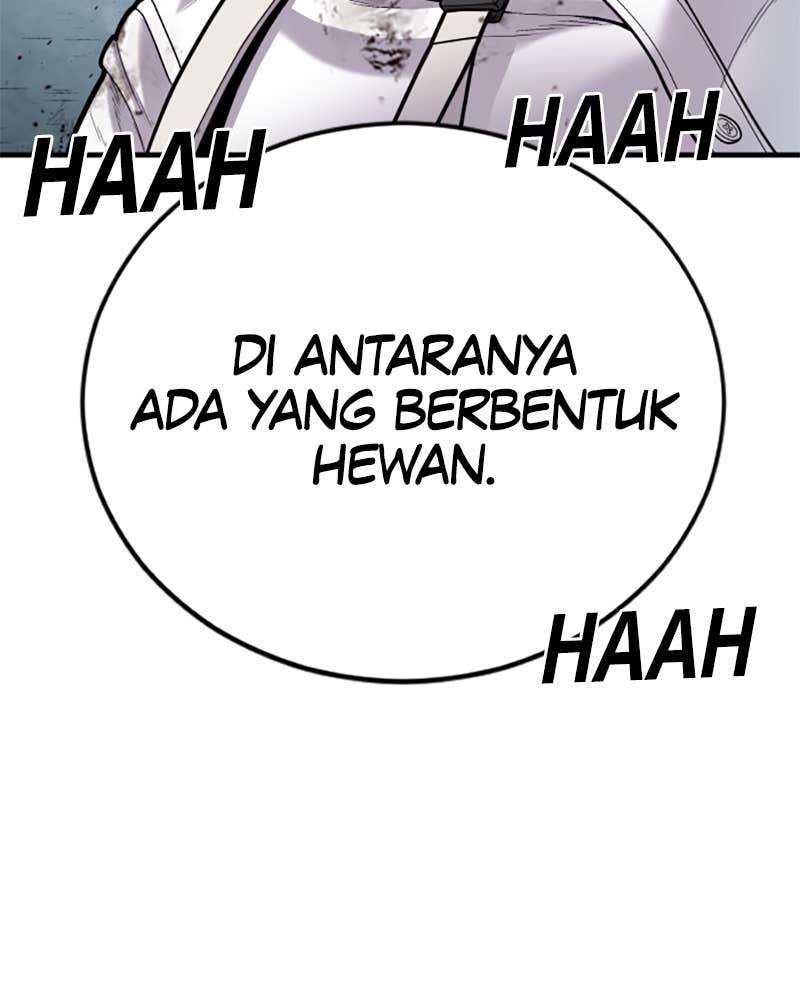 HAAH
HAAH
DI ANTARANYA
ADA YANG BERBENTUK
HEWAN.
HAAH